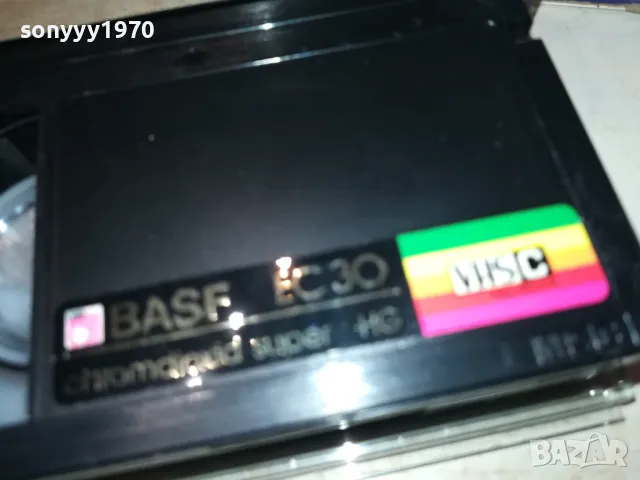 sonyyy1970
BASF EC30
chromdioxid super HG
VHS C
BAZAR